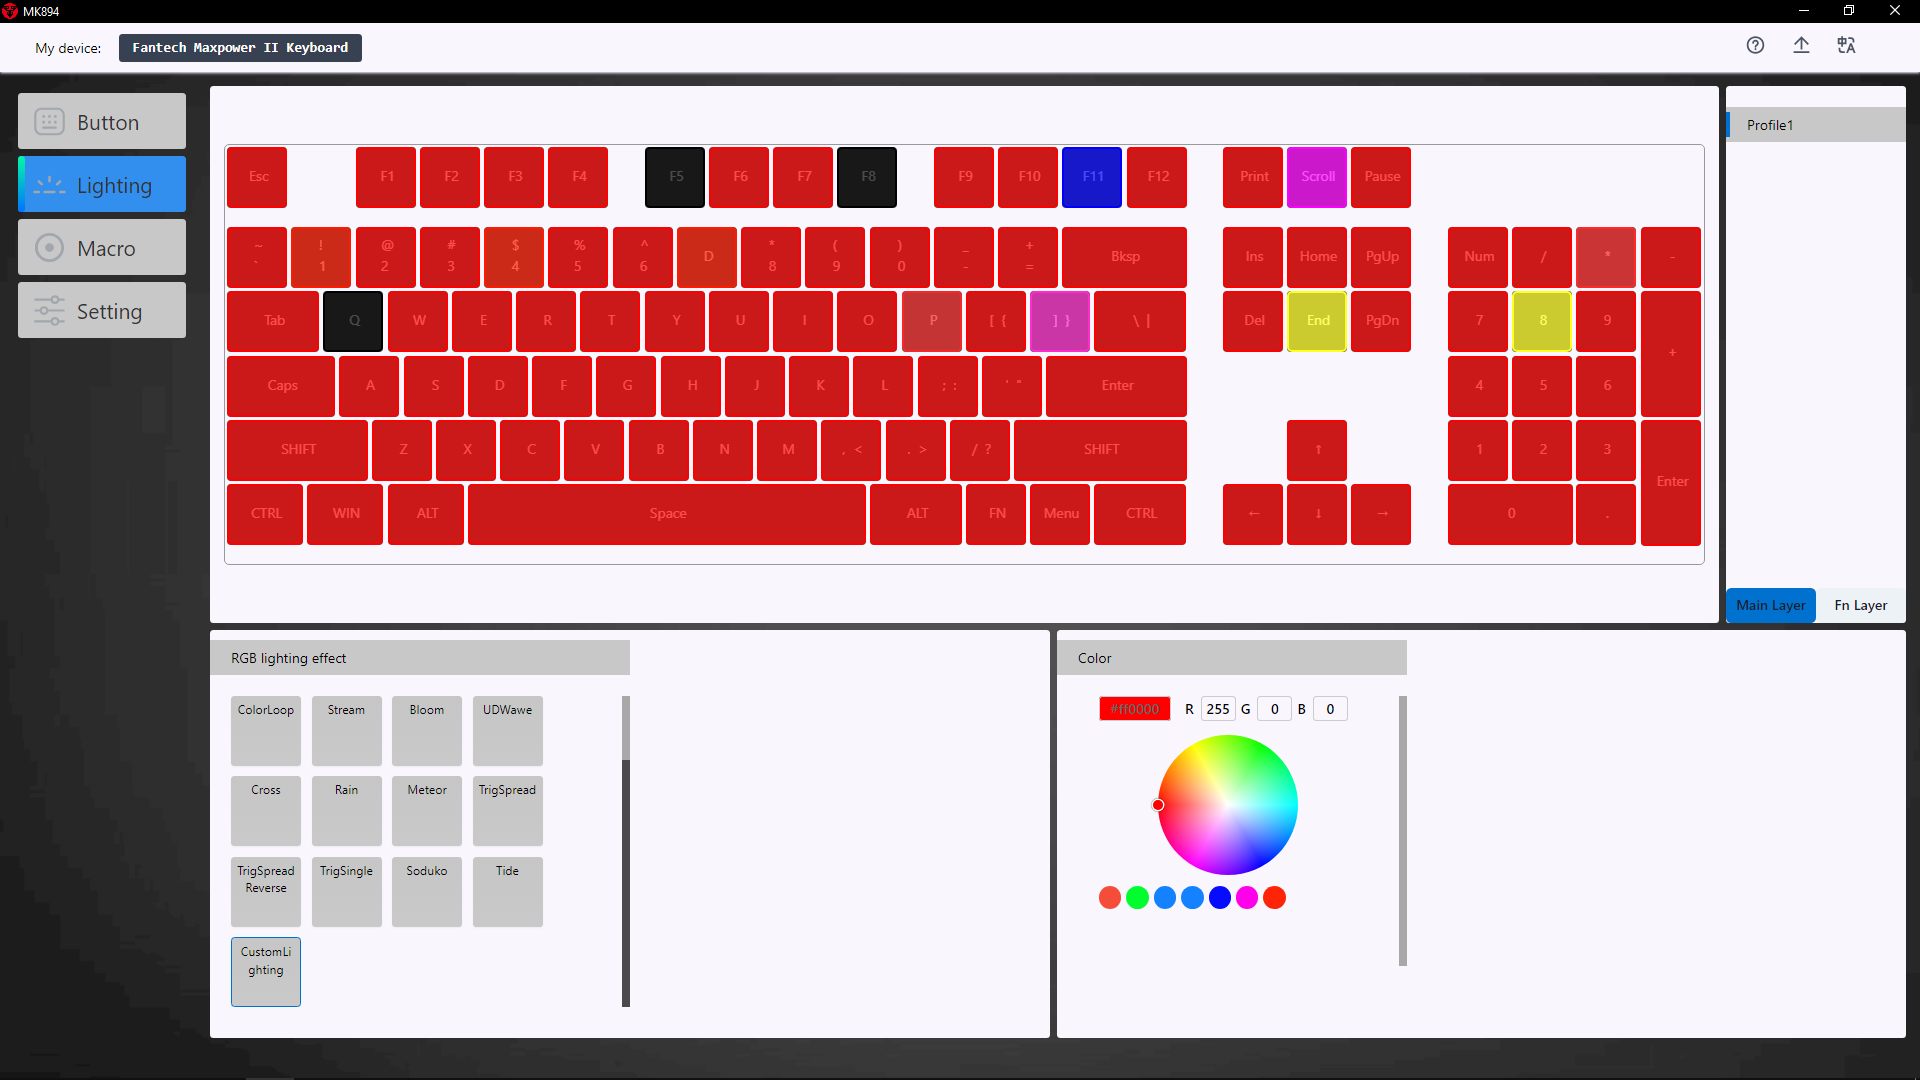 MK894
My device: Fantech Maxpower II Keyboard
Button
Lighting
Macro
Setting
Esc F1 F2 F3 F4 F5 F6 F7 F8 F9 F10 F11 F12 Print Scroll Pause
~ ! @ # $ % ^ D * ( ) _ + Bksp Ins Home PgUp Num / * -
` 1 2 3 4 5 6 8 9 0 - =
Tab Q W E R T Y U I O P [ { ] } \ | Del End PgDn 7 8 9 +
Caps A S D F G H J K L ; : ' " Enter 4 5 6
SHIFT Z X C V B N M , < . > / ? SHIFT ↑ 1 2 3 Enter
CTRL WIN ALT Space ALT FN Menu CTRL ← ↓ → 0 .
Profile1
Main Layer Fn Layer
RGB lighting effect
ColorLoop Stream Bloom UDWawe
Cross Rain Meteor TrigSpread
TrigSpread TrigSingle Soduko Tide
Reverse
CustomLi
ghting
Color
#ff0000 R 255 G 0 B 0